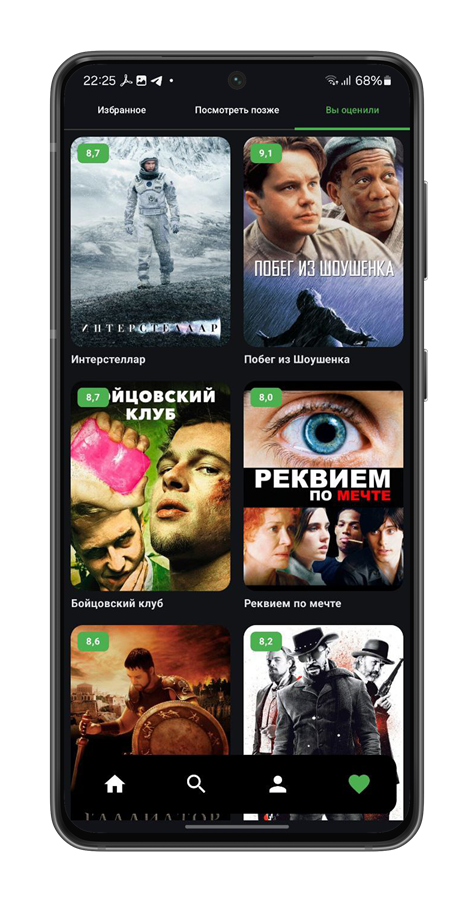 22:25 68%
Избранное Посмотреть позже Вы оценили
8,7
ИНТЕРСТЕЛЛАР
Интерстеллар
9,1
ПОБЕГ ИЗ ШОУШЕНКА
Побег из Шоушенка
8,7
ОЙЦОВСКИЙ
КЛУБ
Бойцовский клуб
8,0
РЕКВИЕМ
ПО МЕЧТЕ
Реквием по мечте
8,6
ГЛАДИАТОР
8,2